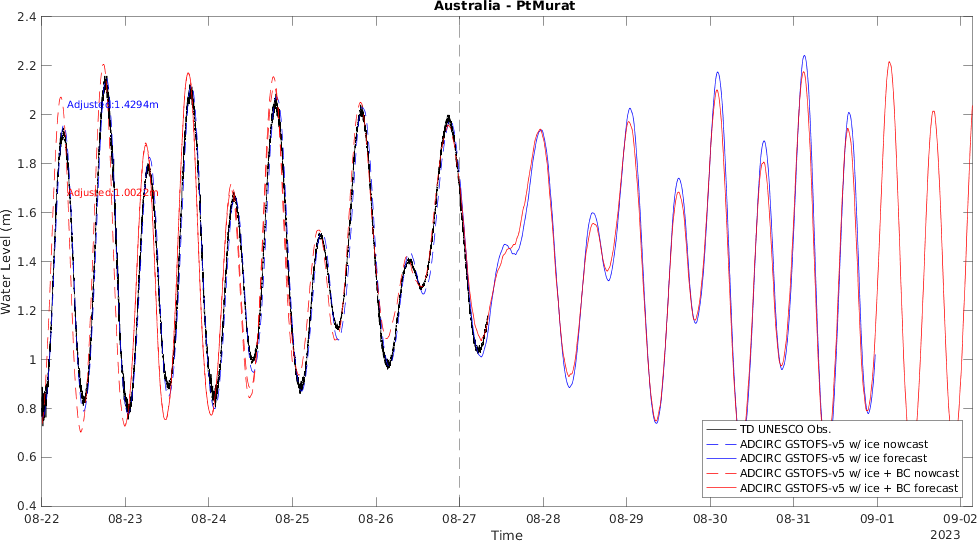 Australia - PtMurat
2.4
2.2
2
1.8
1.6
1.4
1.2
1
0.8
0.6
0.4
Water Level (m)
Adjusted:1.4294m
Adjusted:1.0022m
TD UNESCO Obs.
ADCIRC GSTOFS-v5 w/ ice nowcast
ADCIRC GSTOFS-v5 w/ ice forecast
ADCIRC GSTOFS-v5 w/ ice + BC nowcast
ADCIRC GSTOFS-v5 w/ ice + BC forecast
08-22 08-23 08-24 08-25 08-26 08-27 08-28 08-29 08-30 08-31 09-01 09-02
Time
2023